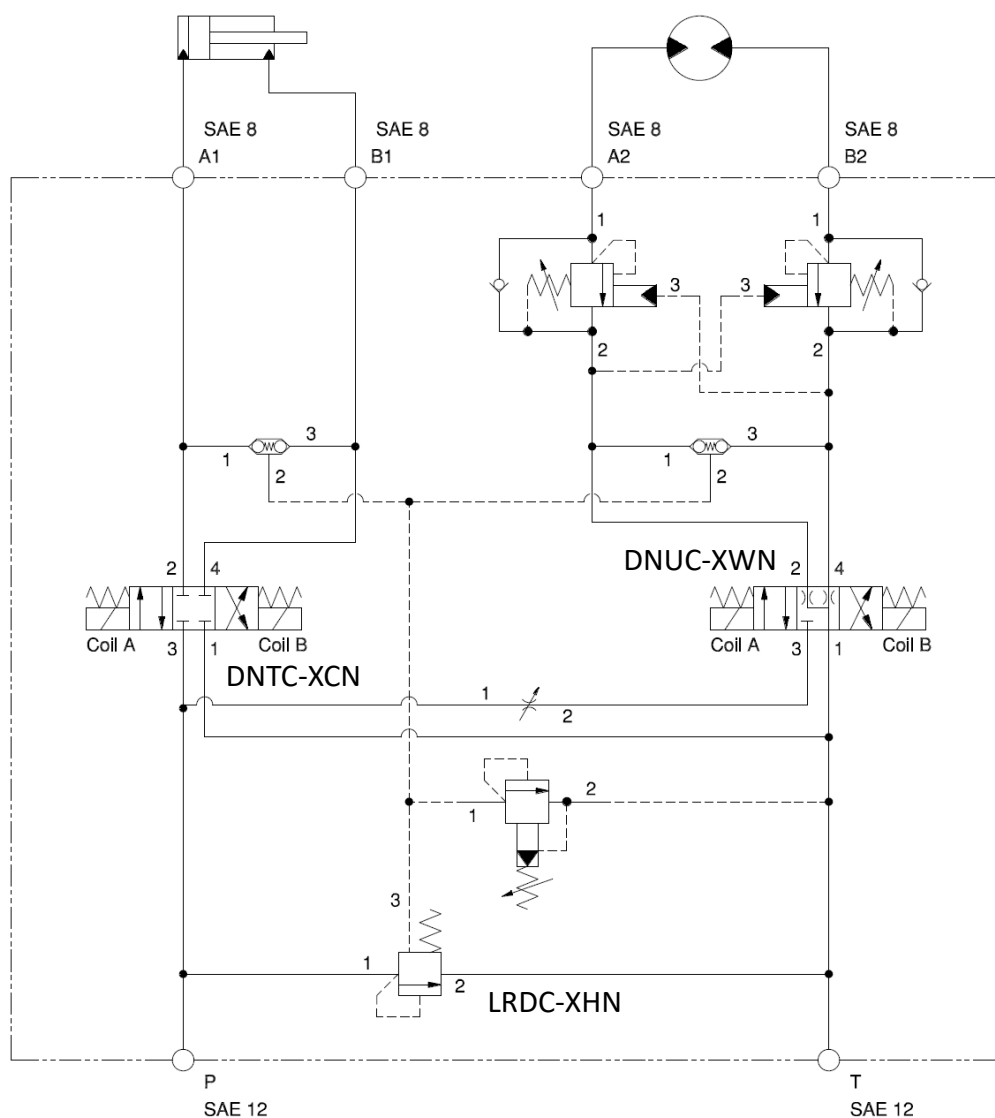 SAE 8
A1
SAE 8
B1
SAE 8
A2
SAE 8
B2
1
1
3
3
2
2
1
3
2
1
3
2
DNUC-XWN
2 4
2 4
Coil A
3
1
Coil B
Coil A
3
1
Coil B
DNTC-XCN
1
2
1
2
3
1
2
LRDC-XHN
P
SAE 12
T
SAE 12